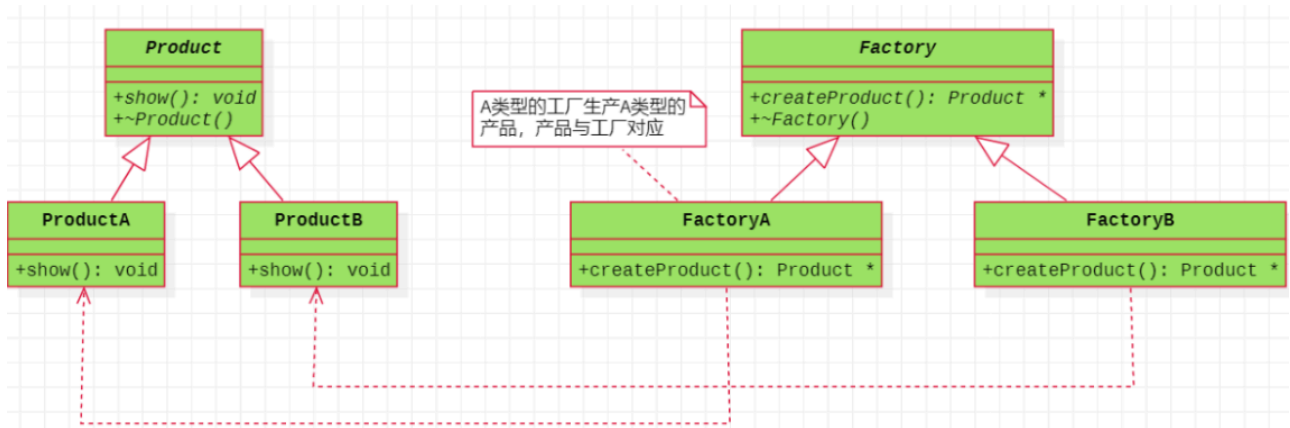 Product
+show(): void
+~Product()
Factory
+createProduct(): Product *
+~Factory()
A类型的工厂生产A类型的
产品，产品与工厂对应
ProductA
+show(): void
ProductB
+show(): void
FactoryA
+createProduct(): Product *
FactoryB
+createProduct(): Product *